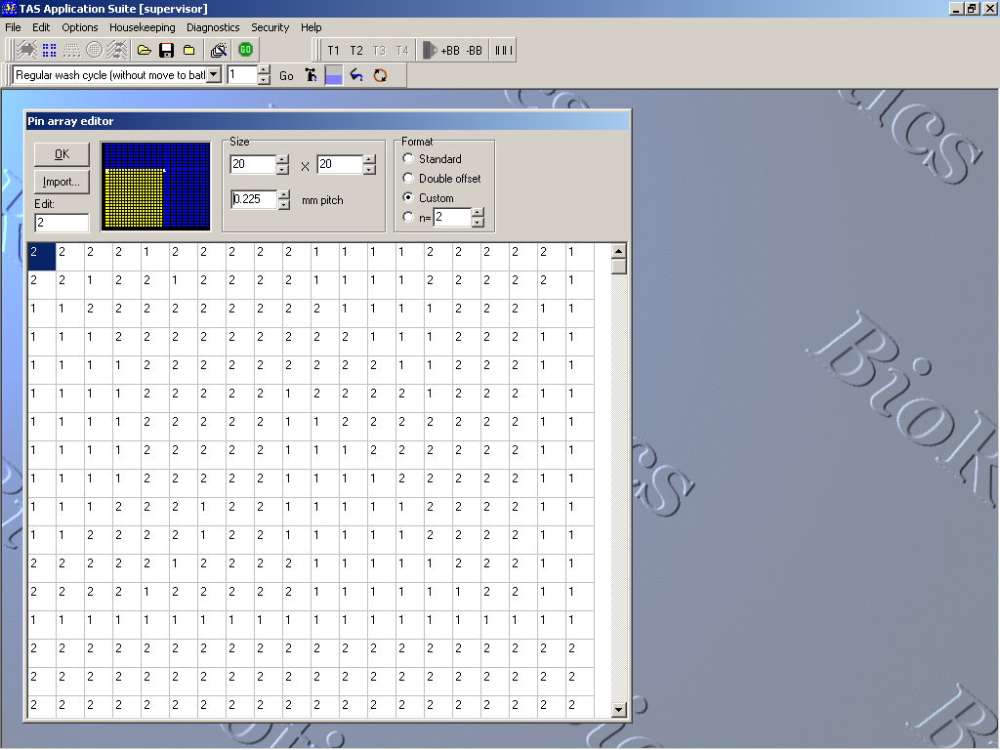 TAS Application Suite [supervisor]
File Edit Options Housekeeping Diagnostics Security Help
GO T1 T2 T3 T4 +BB -BB
Regular wash cycle (without move to bath 1 Go
Pin array editor
OK
Import...
Edit:
2
Size
20 X 20
0.225 mm pitch
Format
Standard
Double offset
Custom
n= 2
2 2 2 2 1 2 2 2 2 2 1 1 1 1 2 2 2 2 2 1
2 2 1 2 2 1 2 2 2 2 1 1 1 1 2 2 2 2 2 1
1 1 2 2 2 2 2 2 2 2 2 1 1 1 1 2 2 2 1 1
1 1 1 2 2 2 2 2 2 2 2 2 1 1 1 2 2 2 1 1
1 1 1 1 2 2 2 2 2 2 2 2 2 1 1 2 2 2 1 1
1 1 1 1 2 2 2 2 2 1 2 2 2 2 1 2 2 2 1 1
1 1 1 1 2 2 2 2 2 1 1 2 2 2 2 2 2 2 1 1
1 1 1 1 2 2 2 2 2 1 1 1 2 2 2 2 2 2 1 1
1 1 1 1 2 2 2 2 2 1 1 1 1 2 2 2 2 2 1 1
1 1 1 2 2 2 1 2 2 1 1 1 1 1 2 2 2 2 1 1
1 1 2 2 2 2 1 2 2 1 1 1 1 1 2 2 2 2 1 1
2 2 2 2 2 1 2 2 2 2 1 1 1 1 1 2 2 2 1 1
2 2 2 2 1 2 2 2 2 2 1 1 1 1 1 1 2 2 1 1
1 1 1 1 1 1 1 1 1 1 1 1 1 1 1 1 1 1 1 1
2 2 2 2 2 2 2 2 2 2 2 2 2 2 2 2 2 2 2 2
2 2 2 2 2 2 2 2 2 2 2 2 2 2 2 2 2 2 2 2
2 2 2 2 2 2 2 2 2 2 2 2 2 2 2 2 2 2 2 2